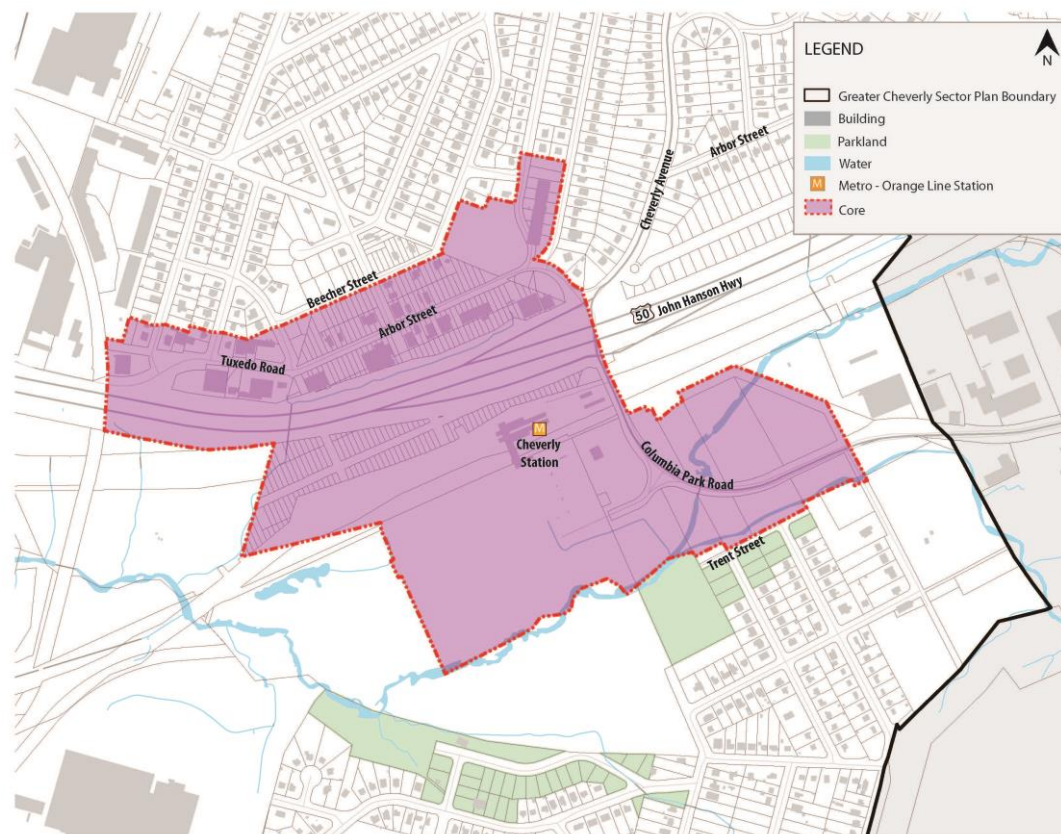 LEGEND
N
Greater Cheverly Sector Plan Boundary
Building
Parkland
Water
M Metro - Orange Line Station
Core
Arbor Street
Cheverly Avenue
Beecher Street
50 John Hanson Hwy
Arbor Street
Tuxedo Road
M
Cheverly
Station
Columbia Park Road
Trent Street